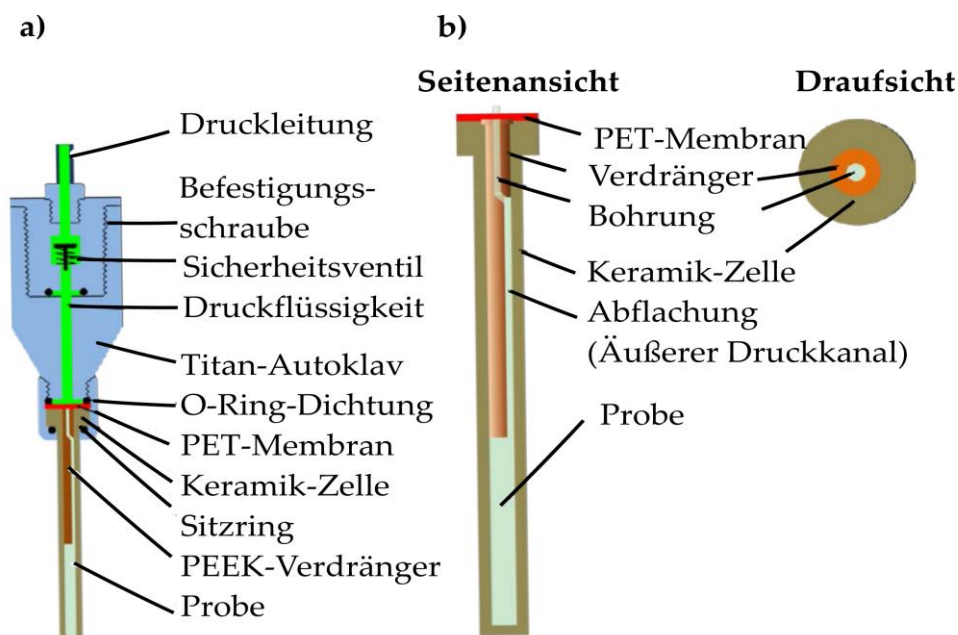 a)
Druckleitung
Befestigungs-
schraube
Sicherheitsventil
Druckflüssigkeit
Titan-Autoklav
O-Ring-Dichtung
PET-Membran
Keramik-Zelle
Sitzring
PEEK-Verdränger
Probe
b)
Seitenansicht
Draufsicht
PET-Membran
Verdränger
Bohrung
Keramik-Zelle
Abflachung
(Äußerer Druckkanal)
Probe